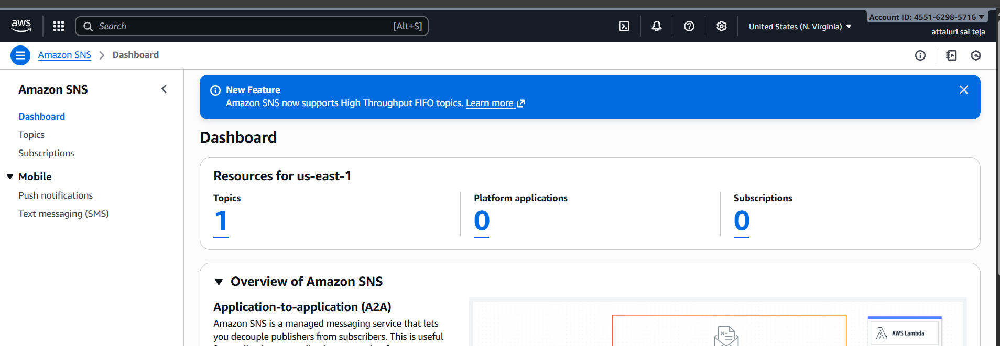 aws
Search
[Alt+S]
United States (N. Virginia)
Account ID: 4551-6298-5716
attaluri sai teja
Amazon SNS
Dashboard
Amazon SNS
Dashboard
Topics
Subscriptions
Mobile
Push notifications
Text messaging (SMS)
New Feature
Amazon SNS now supports High Throughput FIFO topics. Learn more
Dashboard
Resources for us-east-1
Topics
1
Platform applications
0
Subscriptions
0
Overview of Amazon SNS
Application-to-application (A2A)
Amazon SNS is a managed messaging service that lets
you decouple publishers from subscribers. This is useful
AWS Lambda